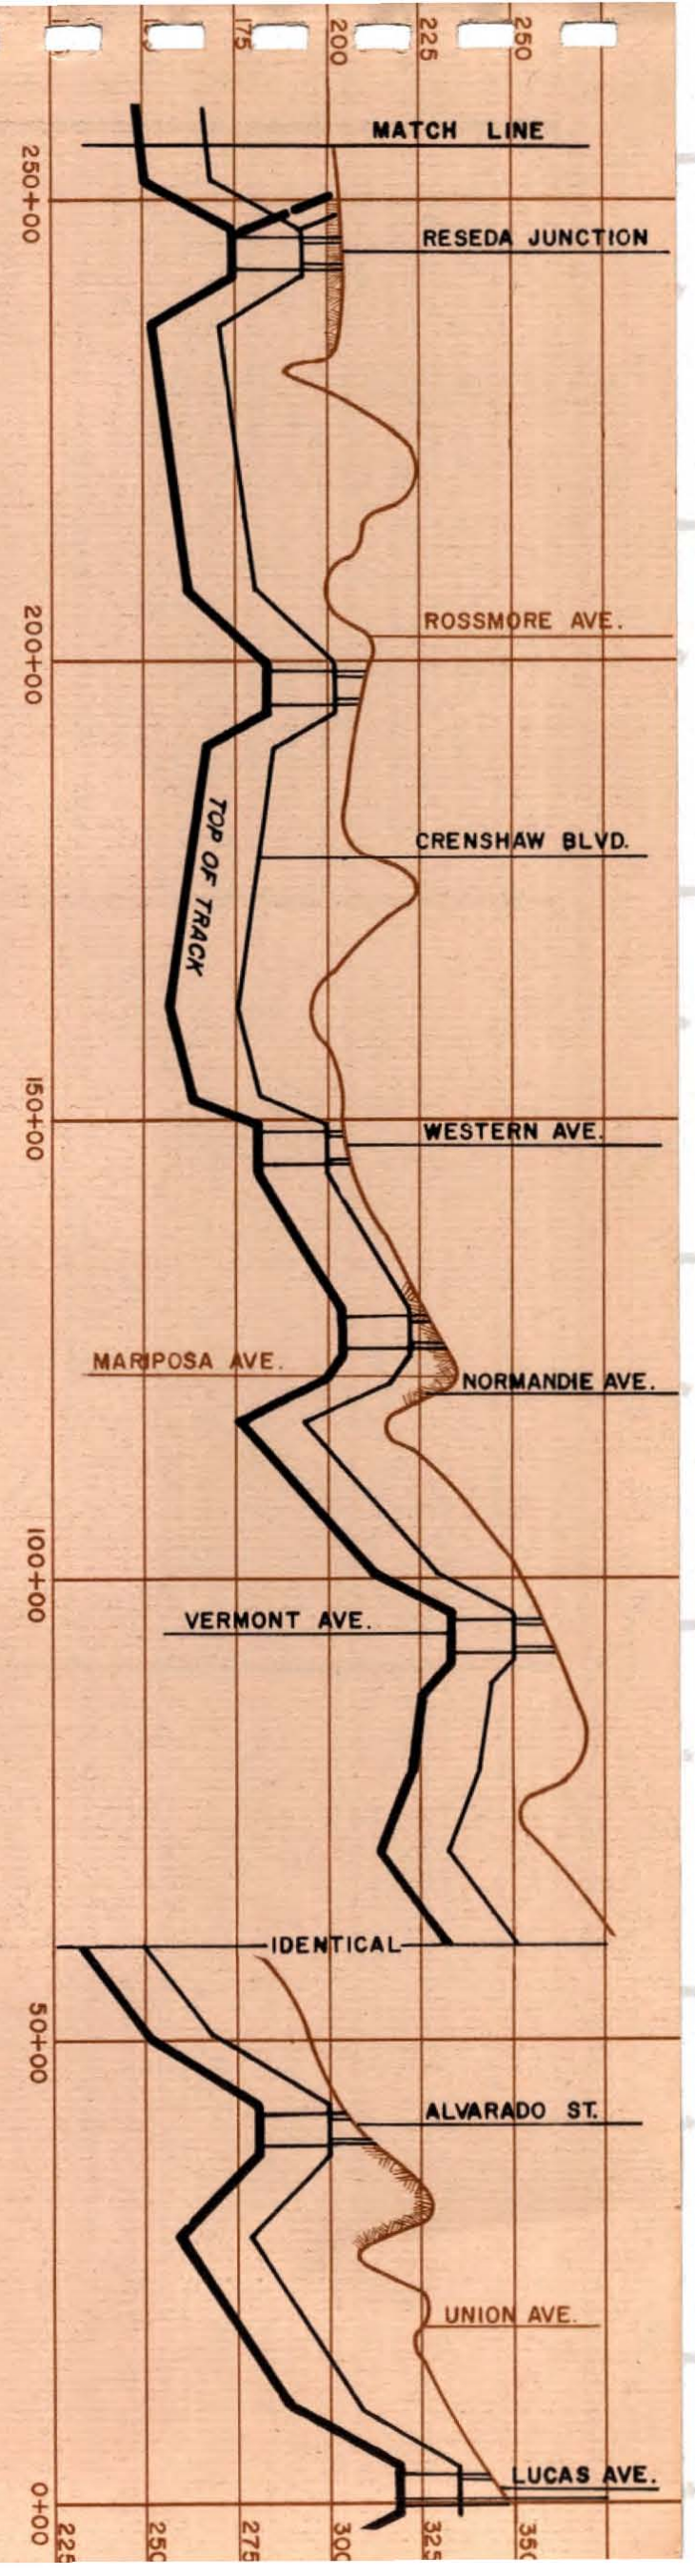 175
200
225
250
MATCH LINE
250+00
RESEDA JUNCTION
ROSSMORE AVE.
200+00
TOP OF TRACK
CRENSHAW BLVD.
150+00
WESTERN AVE.
MARIPOSA AVE.
NORMANDIE AVE.
100+00
VERMONT AVE.
IDENTICAL
50+00
ALVARADO ST.
UNION AVE.
LUCAS AVE.
0+00
225
250
275
300
325
350